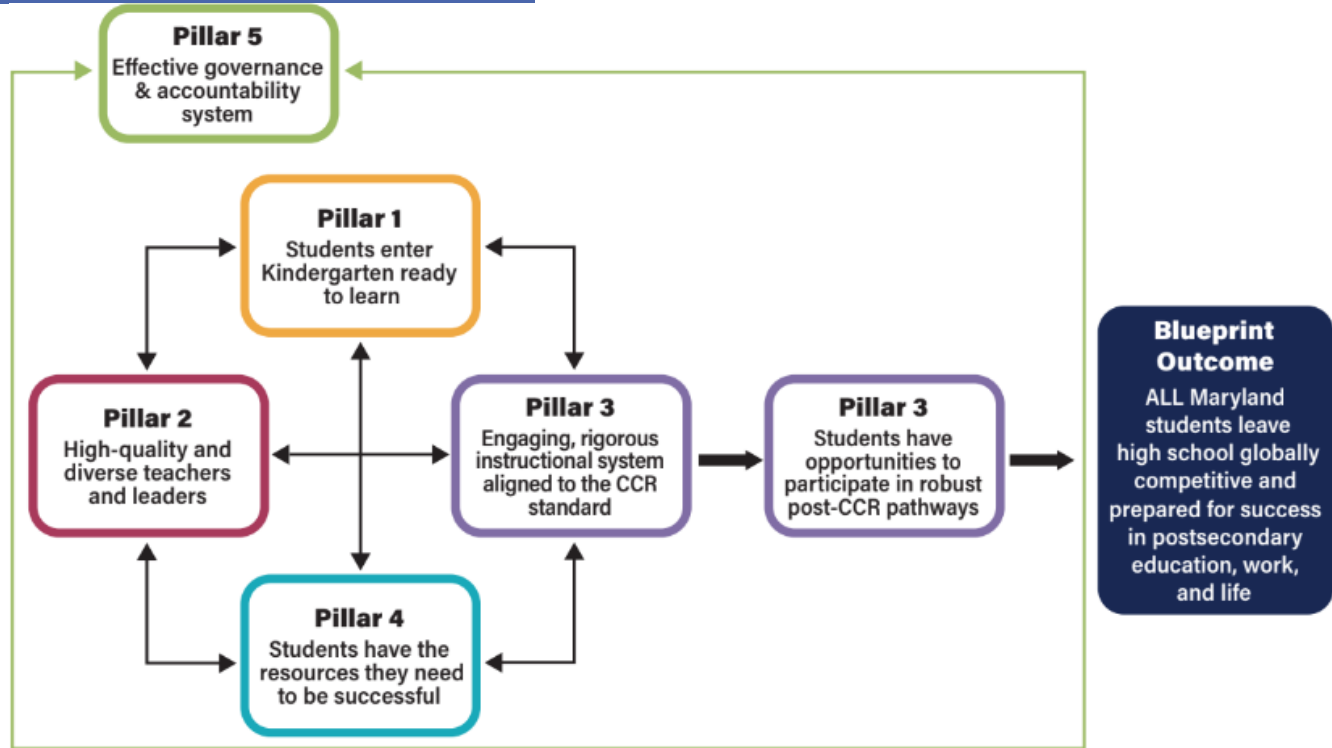 Pillar 5
Effective governance
& accountability
system
Pillar 1
Students enter
Kindergarten ready
to learn
Pillar 2
High-quality and
diverse teachers
and leaders
Pillar 3
Engaging, rigorous
instructional system
aligned to the CCR
standard
Pillar 3
Students have
opportunities to
participate in robust
post-CCR pathways
Blueprint
Outcome
ALL Maryland
students leave
high school globally
competitive and
prepared for success
in postsecondary
education, work,
and life
Pillar 4
Students have the
resources they need
to be successful